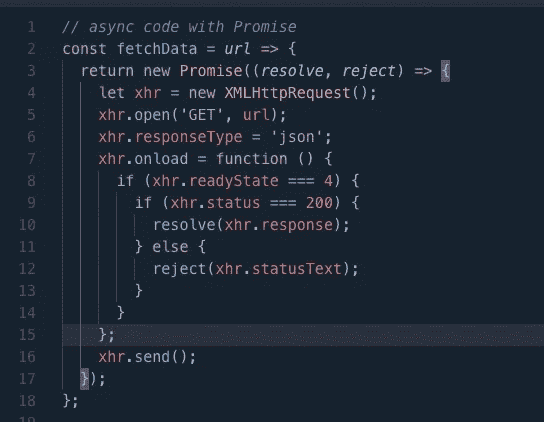 1 // async code with Promise
2 const fetchData = url => {
3   return new Promise((resolve, reject) => {
4     let xhr = new XMLHttpRequest();
5     xhr.open('GET', url);
6     xhr.responseType = 'json';
7     xhr.onload = function () {
8       if (xhr.readyState === 4) {
9         if (xhr.status === 200) {
10           resolve(xhr.response);
11         } else {
12           reject(xhr.statusText);
13         }
14       }
15     };
16     xhr.send();
17   });
18 };
19